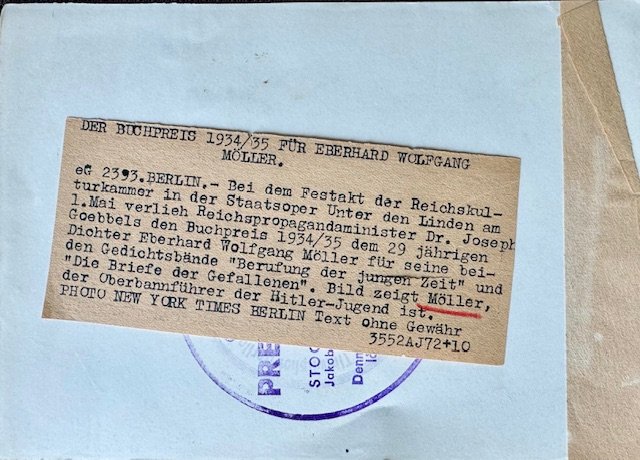 DER BUCHPREIS 1934/35 FÜR EBERHARD WOLFGANG
MÖLLER.
eG 2393.BERLIN.- Bei dem Festakt der Reichskul-
turkammer in der Staatsoper Unter den Linden am
1.Mai verlieh Reichspropagandaminister Dr. Joseph
Goebbels den Buchpreis 1934/35 dem 29 jährigen
Dichter Eberhard Wolfgang Möller für seine bei-
den Gedichtsbände "Berufung der jungen Zeit" und
"Die Briefe der Gefallenen". Bild zeigt Möller,
der Oberbannführer der Hitler-Jugend ist.
PHOTO NEW YORK TIMES BERLIN Text ohne Gewähr
3552AJ72+10
PRE
STOC
Jakob
Denn